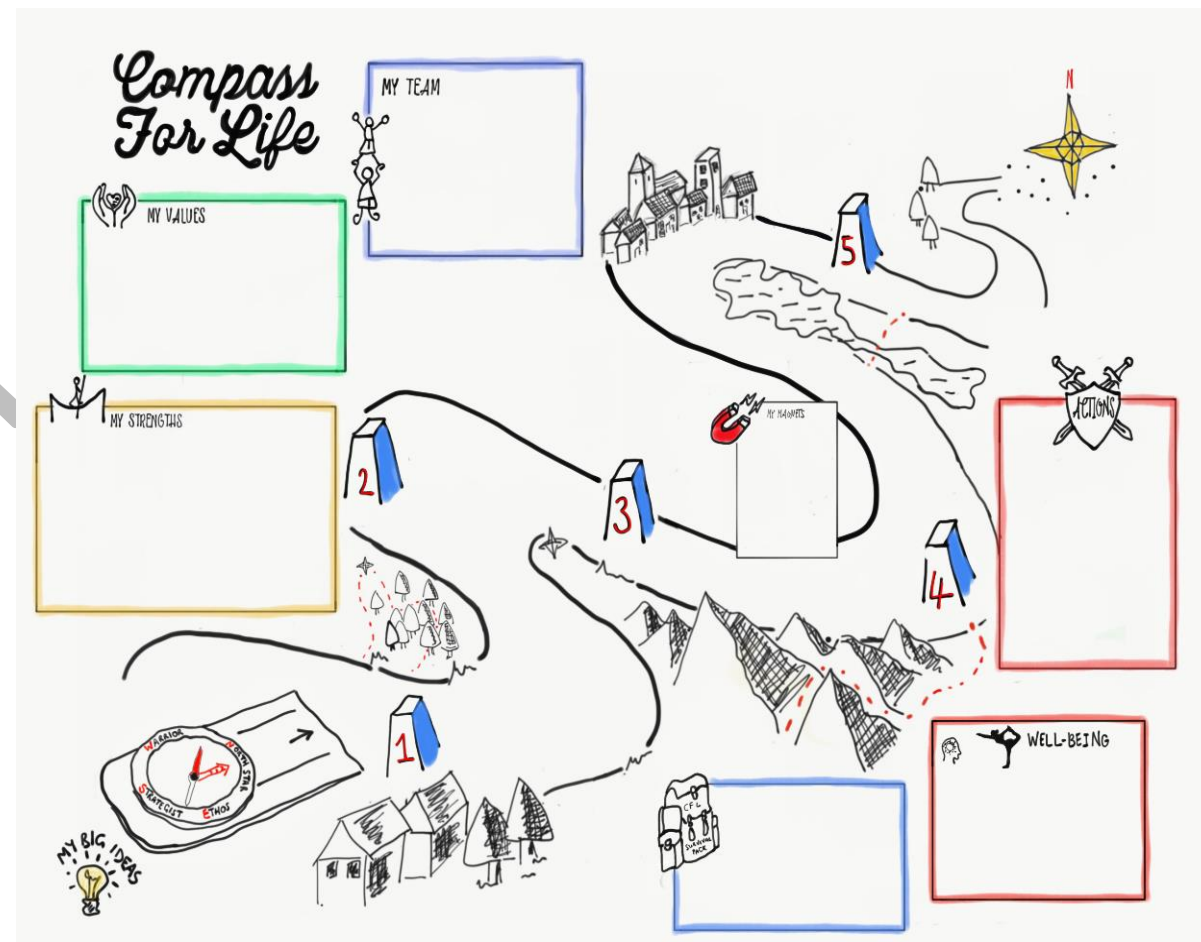 Compass
For Life
MY TEAM
N
MY VALUES
5
MY STRENGTHS
ACTIONS
MY MAGNETS
2
3
4
1
WARRIOR
NORTH STAR
STRATEGIST
ETHOS
MY BIG IDEAS
WELL-BEING
CFL
SURVIVAL
PACK